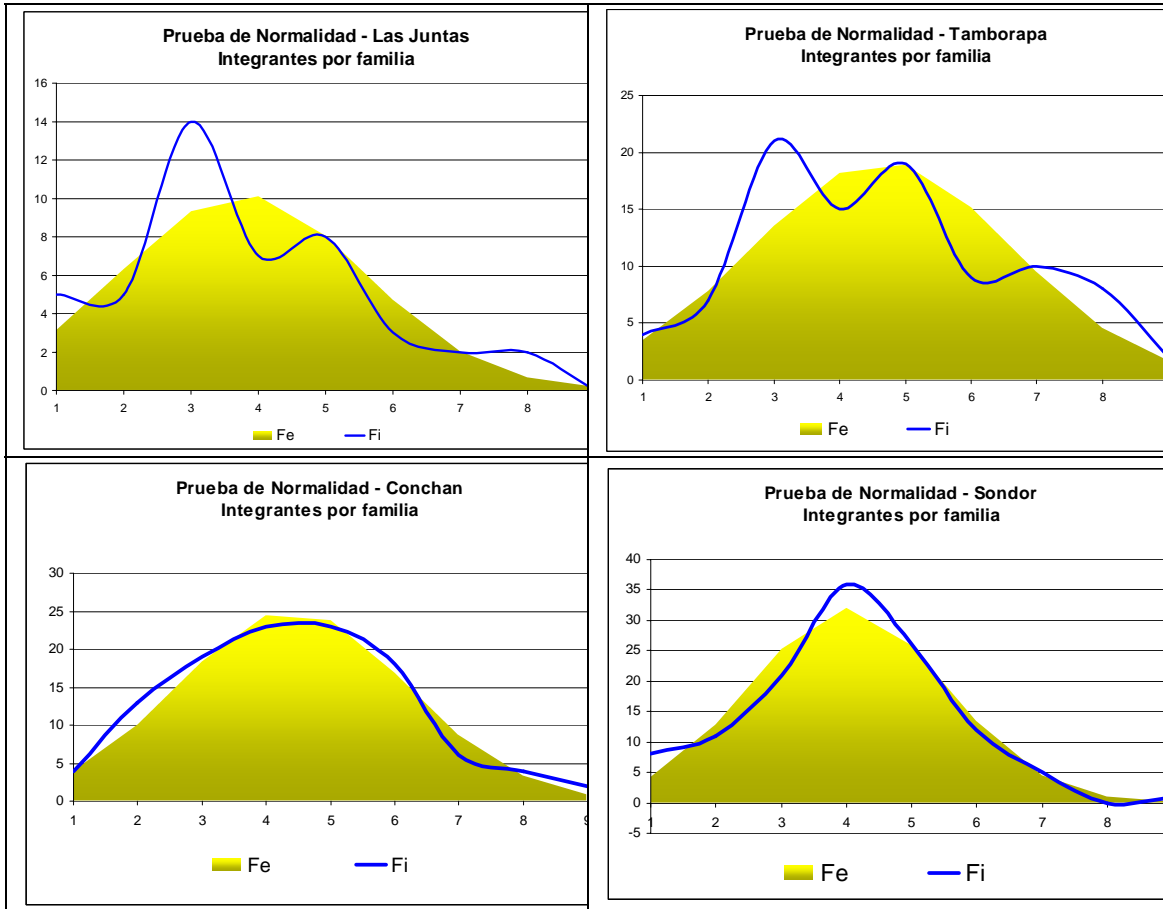 Prueba de Normalidad - Las Juntas
Integrantes por familia
16
14
12
10
8
6
4
2
0
1 2 3 4 5 6 7 8
Fe Fi
Prueba de Normalidad - Tamborapa
Integrantes por familia
25
20
15
10
5
0
1 2 3 4 5 6 7 8
Fe Fi
Prueba de Normalidad - Conchan
Integrantes por familia
30
25
20
15
10
5
0
1 2 3 4 5 6 7 8 9
Fe Fi
Prueba de Normalidad - Sondor
Integrantes por familia
40
35
30
25
20
15
10
5
0
-5
1 2 3 4 5 6 7 8
Fe Fi